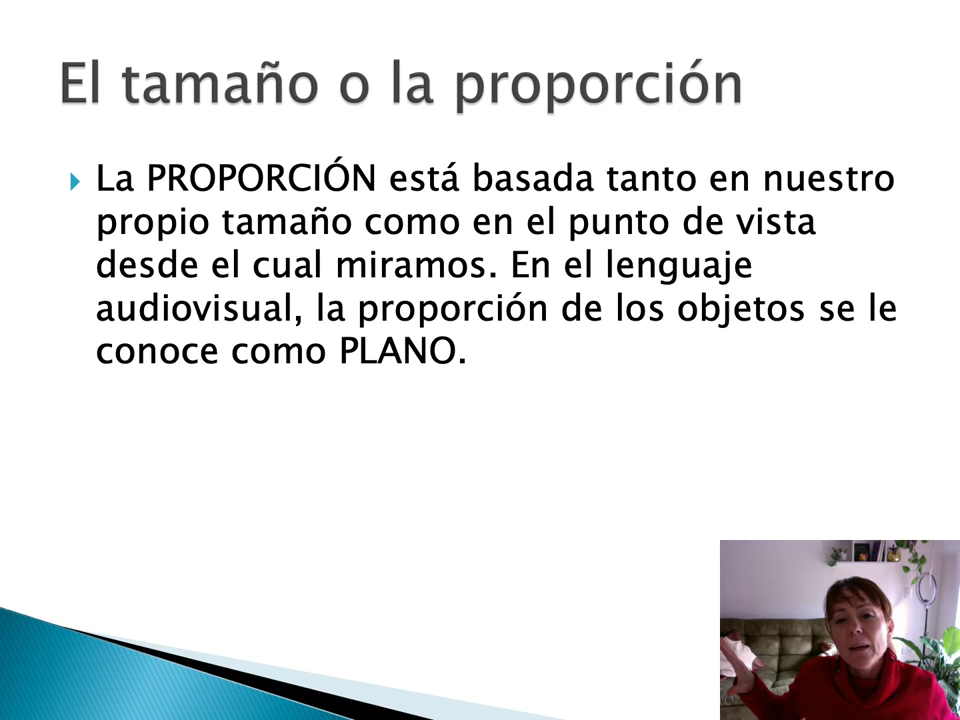 El tamaño o la proporción
La PROPORCIÓN está basada tanto en nuestro
propio tamaño como en el punto de vista
desde el cual miramos. En el lenguaje
audiovisual, la proporción de los objetos se le
conoce como PLANO.